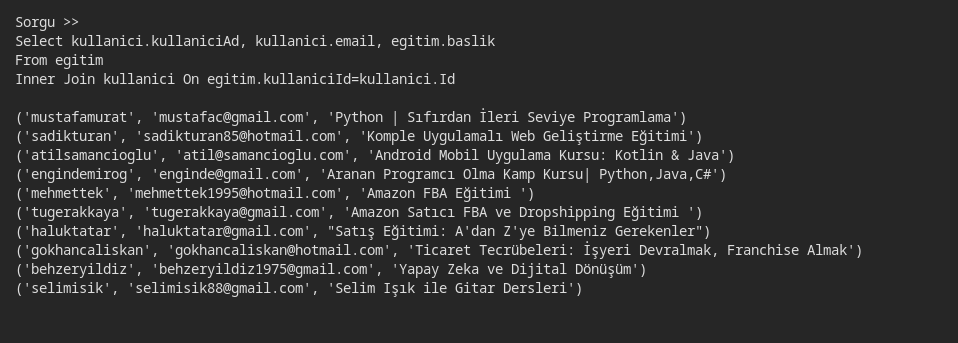 Sorgu >>
Select kullanici.kullaniciAd, kullanici.email, egitim.baslik
From egitim
Inner Join kullanici On egitim.kullaniciId=kullanici.Id
('mustafamurat', 'mustafac@gmail.com', 'Python | Sıfırdan İleri Seviye Programlama')
('sadikturan', 'sadikturan85@hotmail.com', 'Komple Uygulamalı Web Geliştirme Eğitimi')
('atilsamancioglu', 'atil@samancioglu.com', 'Android Mobil Uygulama Kursu: Kotlin & Java')
('engindemirog', 'enginde@gmail.com', 'Aranan Programcı Olma Kamp Kursu| Python,Java,C#')
('mehmettek', 'mehmettek1995@hotmail.com', 'Amazon FBA Eğitimi ')
('tugerakkaya', 'tugerakkaya@gmail.com', 'Amazon Satıcı FBA ve Dropshipping Eğitimi ')
('haluktatar', 'haluktatar@gmail.com', "Satış Eğitimi: A'dan Z'ye Bilmeniz Gerekenler")
('gokhancaliskan', 'gokhancaliskan@hotmail.com', 'Ticaret Tecrübeleri: İşyeri Devralmak, Franchise Almak')
('behzeryildiz', 'behzeryildiz1975@gmail.com', 'Yapay Zeka ve Dijital Dönüşüm')
('selimisik', 'selimisik88@gmail.com', 'Selim Işık ile Gitar Dersleri')